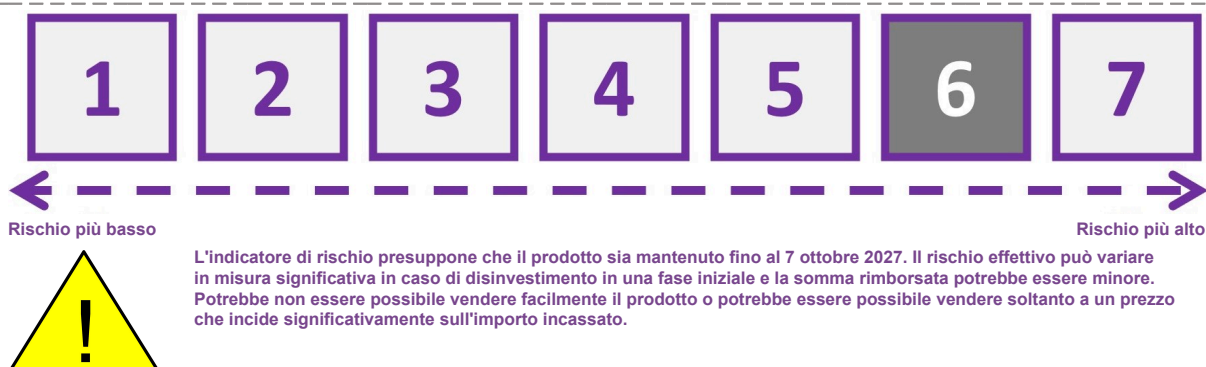 1 2 3 4 5 6 7
Rischio più basso Rischio più alto
L'indicatore di rischio presuppone che il prodotto sia mantenuto fino al 7 ottobre 2027. Il rischio effettivo può variare
in misura significativa in caso di disinvestimento in una fase iniziale e la somma rimborsata potrebbe essere minore.
Potrebbe non essere possibile vendere facilmente il prodotto o potrebbe essere possibile vendere soltanto a un prezzo
che incide significativamente sull'importo incassato.
!